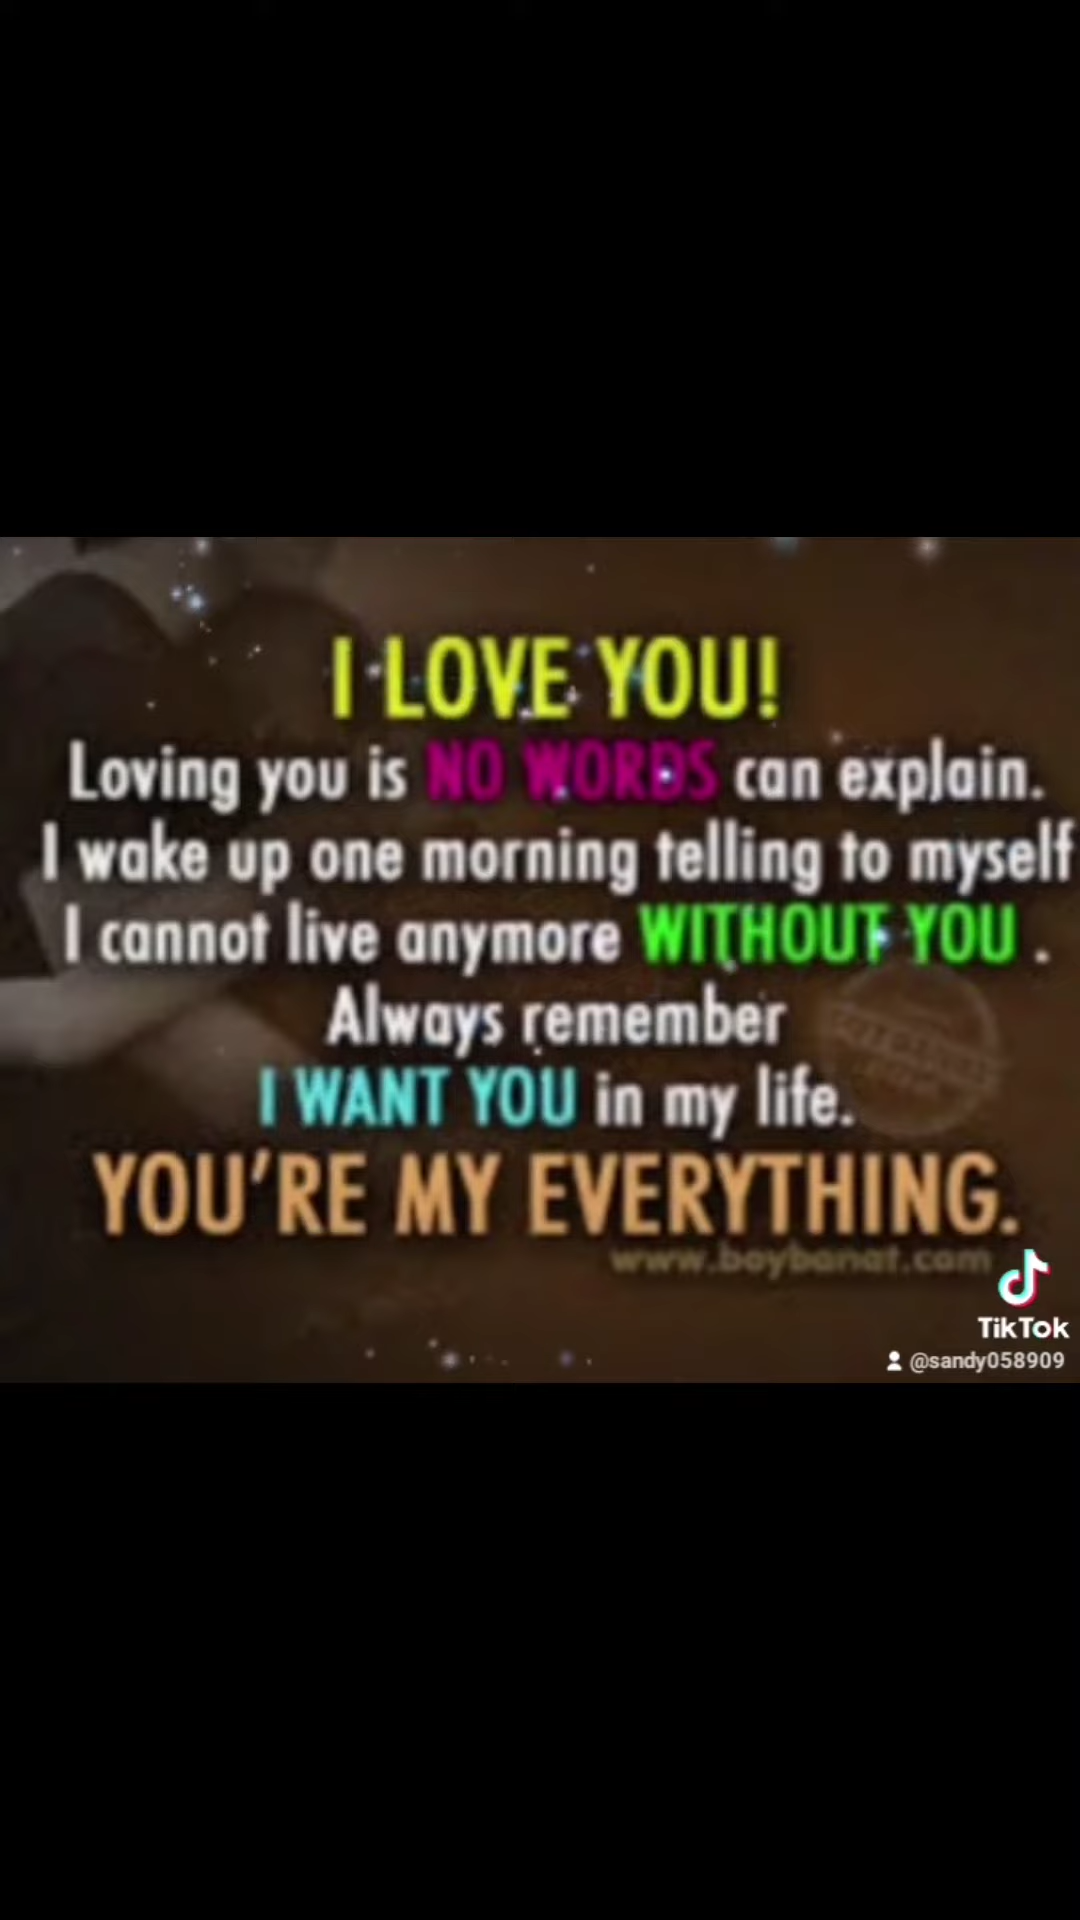 I LOVE YOU!
Loving you is NO WORDS can explain.
I wake up one morning telling to myself
I cannot live anymore WITHOUT YOU .
Always remember
I WANT YOU in my life.
YOU'RE MY EVERYTHING.
www.boybanat.com
TikTok
@sandy058909